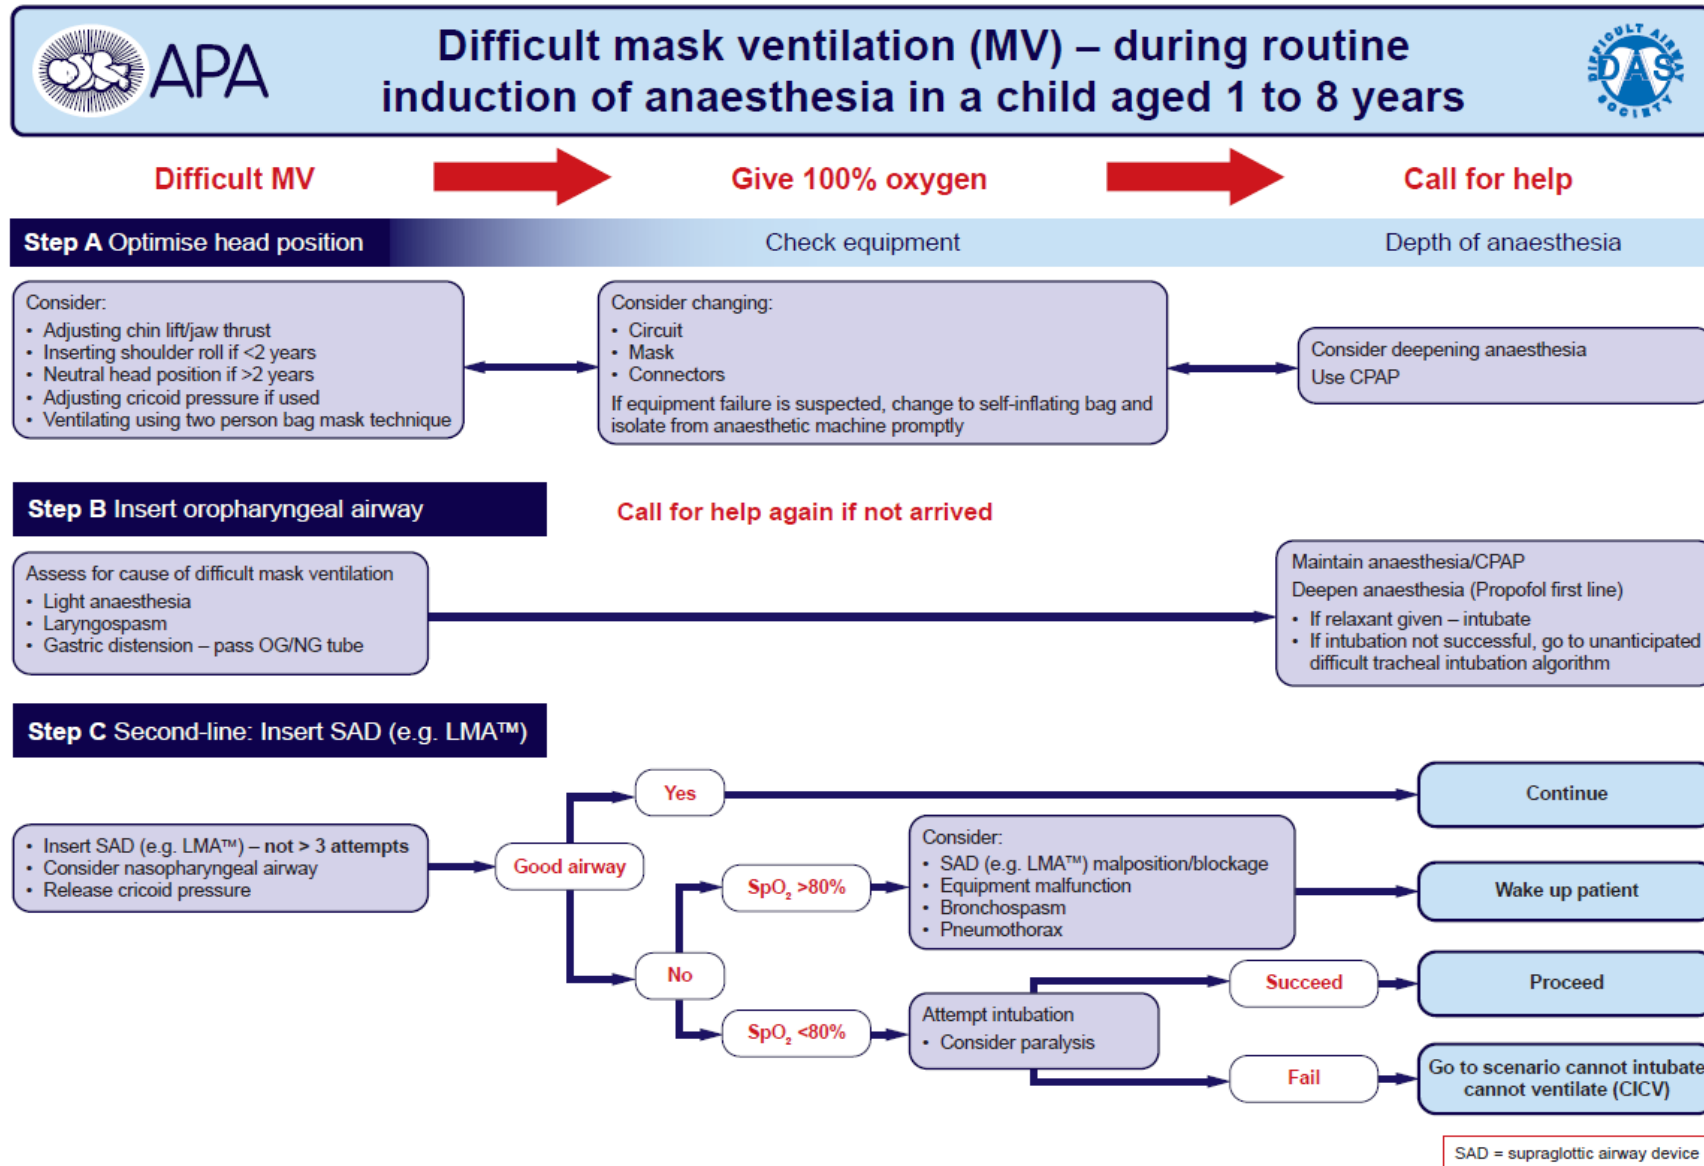 APA
Difficult mask ventilation (MV) – during routine
induction of anaesthesia in a child aged 1 to 8 years
DIFFICULT AIRWAY
DAS
SOCIETY
Difficult MV
Give 100% oxygen
Call for help
Step A Optimise head position
Check equipment
Depth of anaesthesia
Consider:
• Adjusting chin lift/jaw thrust
• Inserting shoulder roll if <2 years
• Neutral head position if >2 years
• Adjusting cricoid pressure if used
• Ventilating using two person bag mask technique
Consider changing:
• Circuit
• Mask
• Connectors
If equipment failure is suspected, change to self-inflating bag and
isolate from anaesthetic machine promptly
Consider deepening anaesthesia
Use CPAP
Step B Insert oropharyngeal airway
Call for help again if not arrived
Assess for cause of difficult mask ventilation
• Light anaesthesia
• Laryngospasm
• Gastric distension – pass OG/NG tube
Maintain anaesthesia/CPAP
Deepen anaesthesia (Propofol first line)
• If relaxant given – intubate
• If intubation not successful, go to unanticipated
difficult tracheal intubation algorithm
Step C Second-line: Insert SAD (e.g. LMA™)
• Insert SAD (e.g. LMA™) – not > 3 attempts
• Consider nasopharyngeal airway
• Release cricoid pressure
Good airway
Yes
Continue
No
SpO₂ >80%
Consider:
• SAD (e.g. LMA™) malposition/blockage
• Equipment malfunction
• Bronchospasm
• Pneumothorax
Wake up patient
SpO₂ <80%
Attempt intubation
• Consider paralysis
Succeed
Proceed
Fail
Go to scenario cannot intubate
cannot ventilate (CICV)
SAD = supraglottic airway device